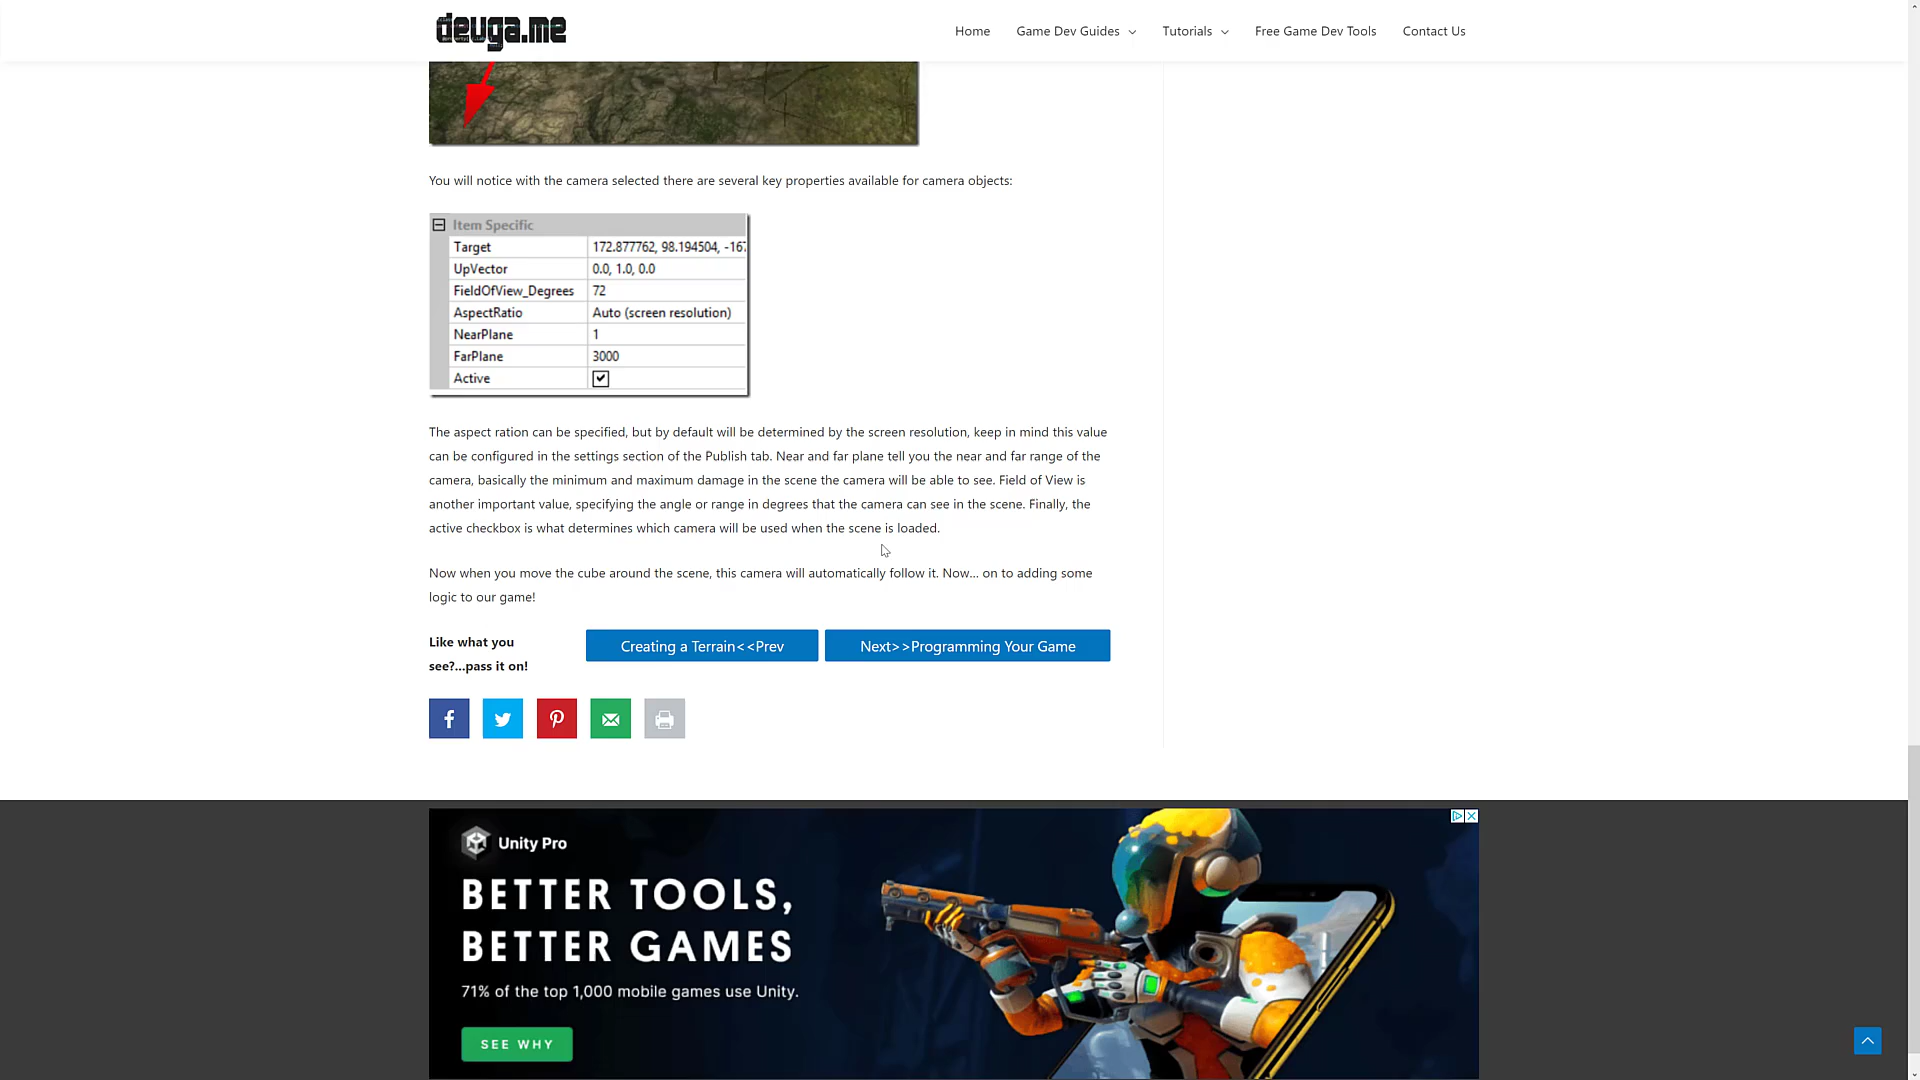 devga.me
Home Game Dev Guides Tutorials Free Game Dev Tools Contact Us
You will notice with the camera selected there are several key properties available for camera objects:
Item Specific
Target 172.877762, 98.194504, -167
UpVector 0.0, 1.0, 0.0
FieldOfView_Degrees 72
AspectRatio Auto (screen resolution)
NearPlane 1
FarPlane 3000
Active
The aspect ration can be specified, but by default will be determined by the screen resolution, keep in mind this value
can be configured in the settings section of the Publish tab. Near and far plane tell you the near and far range of the
camera, basically the minimum and maximum damage in the scene the camera will be able to see. Field of View is
another important value, specifying the angle or range in degrees that the camera can see in the scene. Finally, the
active checkbox is what determines which camera will be used when the scene is loaded.
Now when you move the cube around the scene, this camera will automatically follow it. Now... on to adding some
logic to our game!
Like what you
see?...pass it on!
Creating a Terrain<<Prev Next>>Programming Your Game
Unity Pro
BETTER TOOLS,
BETTER GAMES
71% of the top 1,000 mobile games use Unity.
SEE WHY